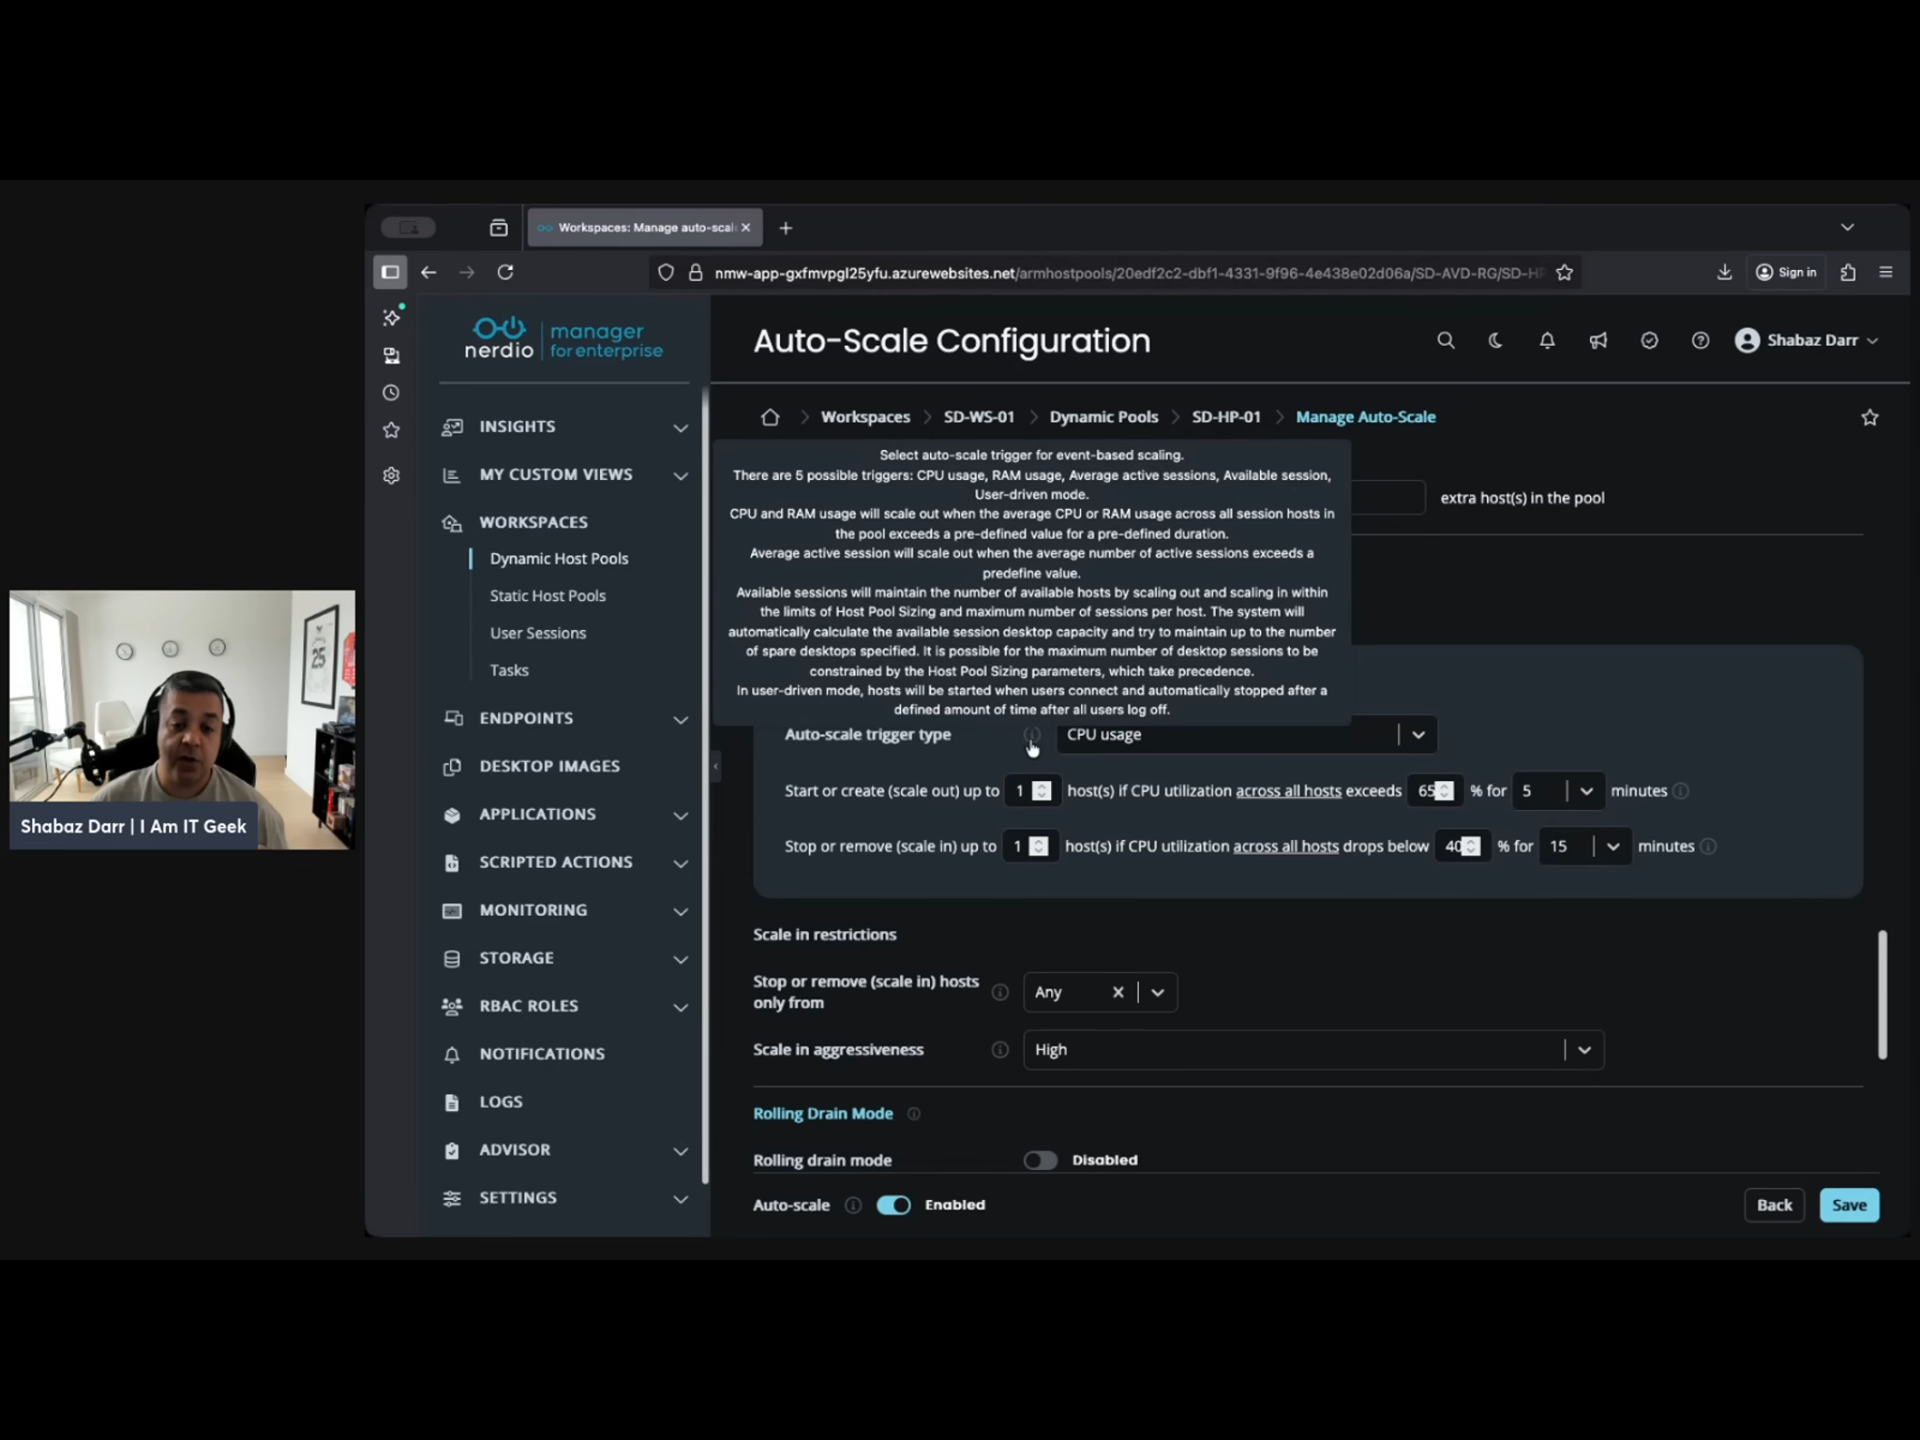 Workspaces: Manage auto-scal
nmw-app-gxfmvpgl25yfu.azurewebsites.net/armhostpools/20edf2c2-dbf1-4331-9f96-4e438e02d06a/SD-AVD-RG/SD-HP
Sign in
nerdio manager for enterprise
Auto-Scale Configuration
Shabaz Darr
Workspaces
SD-WS-01
Dynamic Pools
SD-HP-01
Manage Auto-Scale
INSIGHTS
MY CUSTOM VIEWS
WORKSPACES
Dynamic Host Pools
Static Host Pools
User Sessions
Tasks
ENDPOINTS
DESKTOP IMAGES
APPLICATIONS
SCRIPTED ACTIONS
MONITORING
STORAGE
RBAC ROLES
NOTIFICATIONS
LOGS
ADVISOR
SETTINGS
Select auto-scale trigger for event-based scaling.
There are 5 possible triggers: CPU usage, RAM usage, Average active sessions, Available session,
User-driven mode.
CPU and RAM usage will scale out when the average CPU or RAM usage across all session hosts in
the pool exceeds a pre-defined value for a pre-defined duration.
Average active session will scale out when the average number of active sessions exceeds a
predefine value.
Available sessions will maintain the number of available hosts by scaling out and scaling in within
the limits of Host Pool Sizing and maximum number of sessions per host. The system will
automatically calculate the available session desktop capacity and try to maintain up to the number
of spare desktops specified. It is possible for the maximum number of desktop sessions to be
constrained by the Host Pool Sizing parameters, which take precedence.
In user-driven mode, hosts will be started when users connect and automatically stopped after a
defined amount of time after all users log off.
extra host(s) in the pool
Auto-scale trigger type CPU usage
Start or create (scale out) up to 1 host(s) if CPU utilization across all hosts exceeds 65 % for 5 minutes
Stop or remove (scale in) up to 1 host(s) if CPU utilization across all hosts drops below 40 % for 15 minutes
Scale in restrictions
Stop or remove (scale in) hosts
only from
Any
Scale in aggressiveness High
Rolling Drain Mode
Rolling drain mode Disabled
Auto-scale Enabled
Back
Save
25
Shabaz Darr | I Am IT Geek